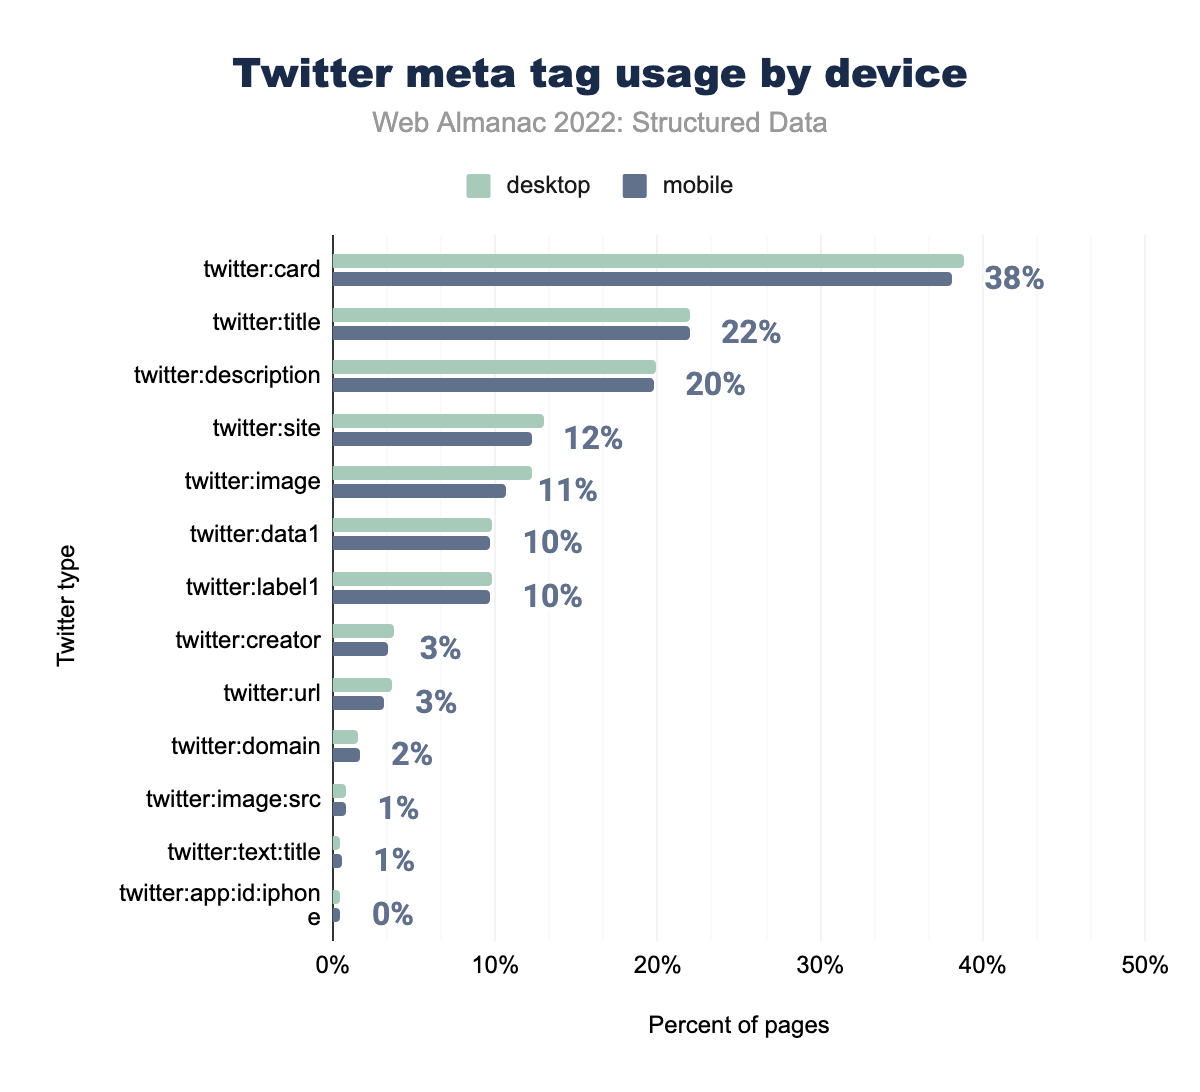 Twitter meta tag usage by device
Web Almanac 2022: Structured Data
desktop
mobile
twitter:card
38%
twitter:title
22%
twitter:description
20%
twitter:site
12%
twitter:image
11%
twitter:data1
10%
twitter:label1
10%
twitter:creator
3%
twitter:url
3%
twitter:domain
2%
twitter:image:src
1%
twitter:text:title
1%
twitter:app:id:iphon
e
0%
Twitter type
0%
10%
20%
30%
40%
50%
Percent of pages